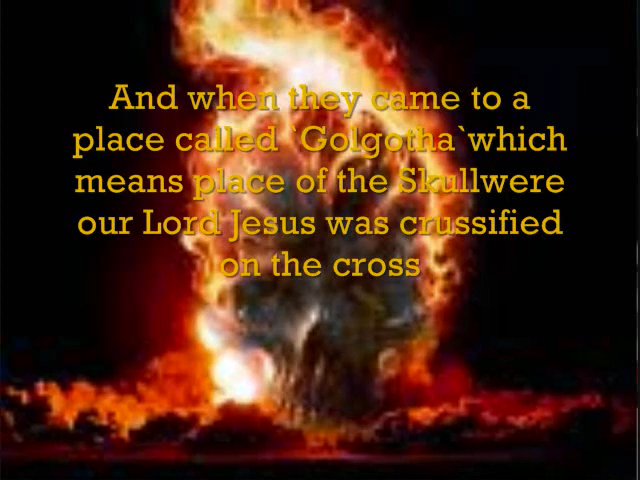 And when they came to a
place called `Golgotha`which
means place of the Skullwere
our Lord Jesus was crussified
on the cross